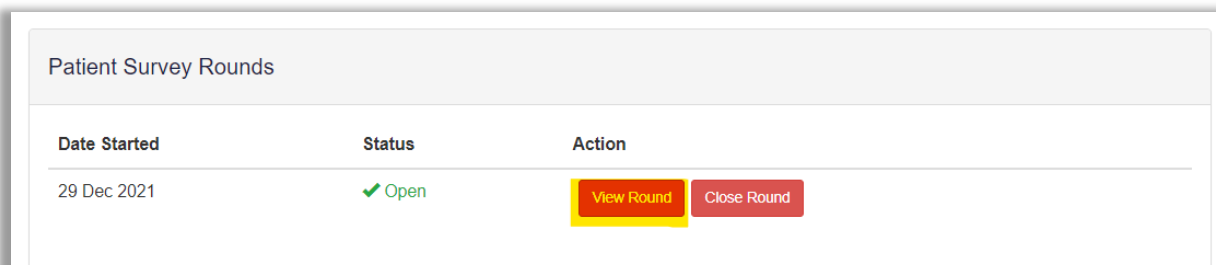 Patient Survey Rounds
Date Started Status Action
29 Dec 2021 Open View Round Close Round